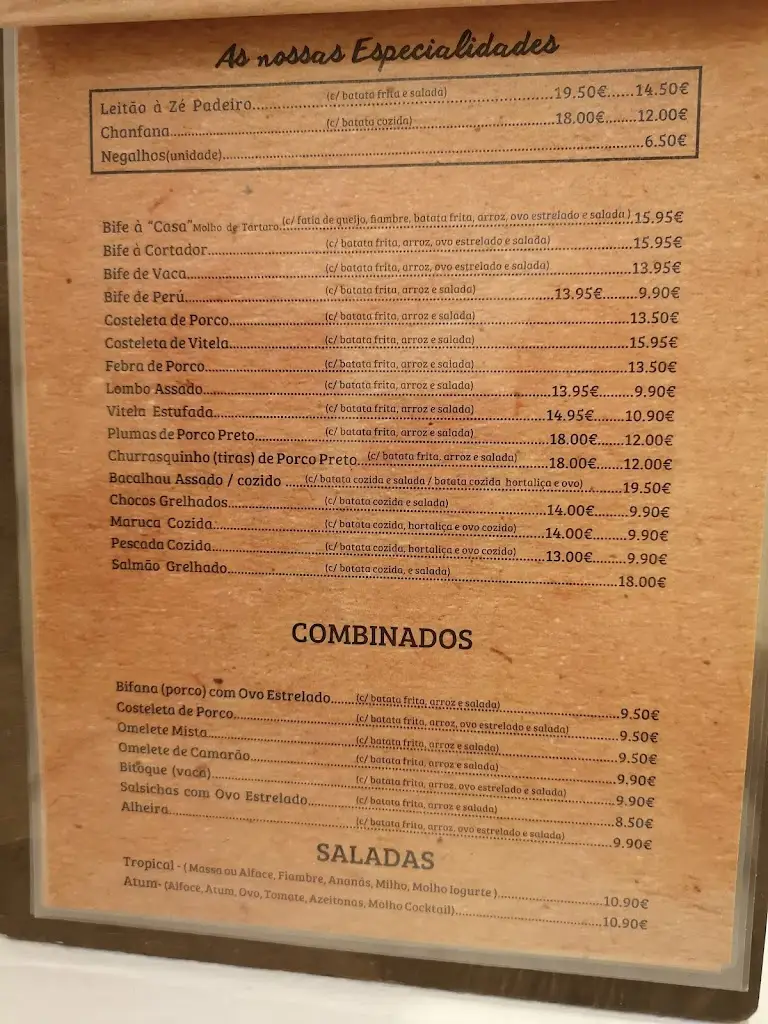 As nossas Especialidades
Leitão à Zé Padeiro (c/ batata frita e salada) 19.50€ 14.50€
Chanfana (c/ batata cozida) 18.00€ 12.00€
Negalhos(unidade) 6.50€
Bife à "Casa" Molho de Tartaro (c/ fatia de queijo, fiambre, batata frita, arroz, ovo estrelado e salada) 15.95€
Bife à Cortador (c/ batata frita, arroz, ovo estrelado e salada) 15.95€
Bife de Vaca (c/ batata frita, arroz, ovo estrelado e salada) 13.95€
Bife de Perú (c/ batata frita, arroz e salada) 13.95€ 9.90€
Costeleta de Porco (c/ batata frita, arroz e salada) 13.50€
Costeleta de Vitela (c/ batata frita, arroz e salada) 15.95€
Febra de Porco (c/ batata frita, arroz e salada) 13.50€
Lombo Assado (c/ batata frita, arroz e salada) 13.95€ 9.90€
Vitela Estufada (c/ batata frita, arroz e salada) 14.95€ 10.90€
Plumas de Porco Preto (c/ batata frita, arroz e salada) 18.00€ 12.00€
Churrasquinho (tiras) de Porco Preto (c/ batata frita, arroz e salada) 18.00€ 12.00€
Bacalhau Assado / cozido (c/ batata cozida e salada / batata cozida hortaliça e ovo) 19.50€
Chocos Grelhados (c/ batata cozida e salada) 14.00€ 9.90€
Maruca Cozida (c/ batata cozida, hortaliça e ovo cozido) 14.00€ 9.90€
Pescada Cozida (c/ batata cozida, hortaliça e ovo cozido) 13.00€ 9.90€
Salmão Grelhado (c/ batata cozida, e salada) 18.00€
COMBINADOS
Bifana (porco) com Ovo Estrelado (c/ batata frita, arroz e salada) 9.50€
Costeleta de Porco (c/ batata frita, arroz, ovo estrelado e salada) 9.50€
Omelete Mista (c/ batata frita, arroz e salada) 9.50€
Omelete de Camarão (c/ batata frita, arroz e salada) 9.90€
Bitoque (vaca) (c/ batata frita, arroz, ovo estrelado e salada) 9.90€
Salsichas com Ovo Estrelado (c/ batata frita, arroz e salada) 8.50€
Alheira (c/ batata frita, arroz, ovo estrelado e salada) 9.90€
SALADAS
Tropical - ( Massa ou Alface, Fiambre, Ananás, Milho, Molho Iogurte ) 10.90€
Atum- (Alface, Atum, Ovo, Tomate, Azeitonas, Molho Cocktail) 10.90€